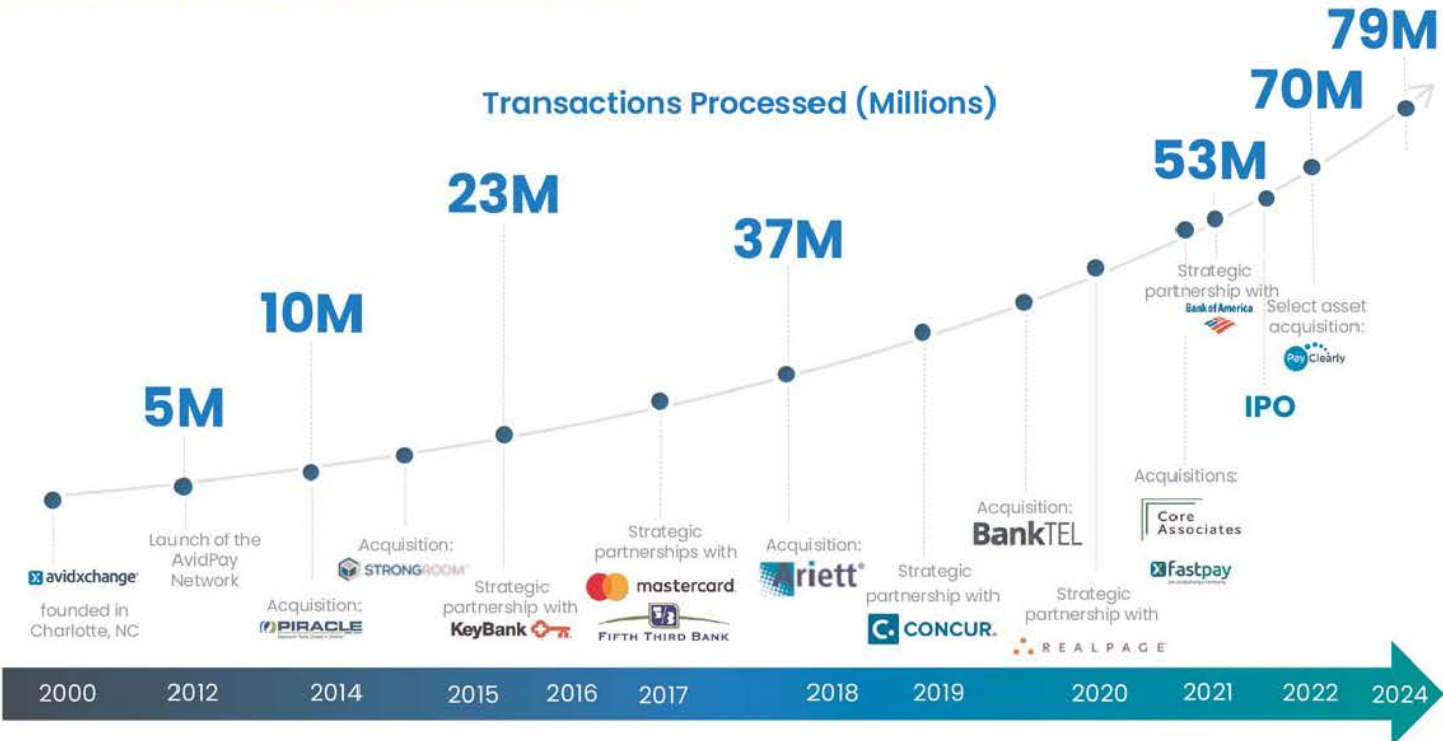 Transactions Processed (Millions)
5M
10M
23M
37M
53M
70M
79M
avidxchange
founded in
Charlotte, NC
Launch of the
AvidPay
Network
Acquisition:
PIRACLE
Acquisition:
STRONGROOM
Strategic
partnership with
KeyBank
Strategic
partnerships with
mastercard
FIFTH THIRD BANK
Acquisition:
Ariett
Strategic
partnership with
C. CONCUR.
Acquisition:
BankTEL
Strategic
partnership with
REALPAGE
Acquisitions:
Core
Associates
fastpay
Strategic
partnership with
Bank of America
IPO
Select asset
acquisition:
PayClearly
2000 2012 2014 2015 2016 2017 2018 2019 2020 2021 2022 2024